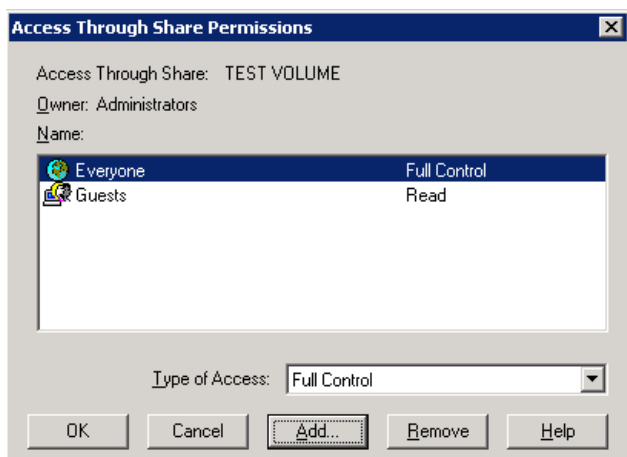 Access Through Share Permissions
Access Through Share: TEST VOLUME
Owner: Administrators
Name:
Everyone Full Control
Guests Read
Type of Access: Full Control
OK Cancel Add... Remove Help